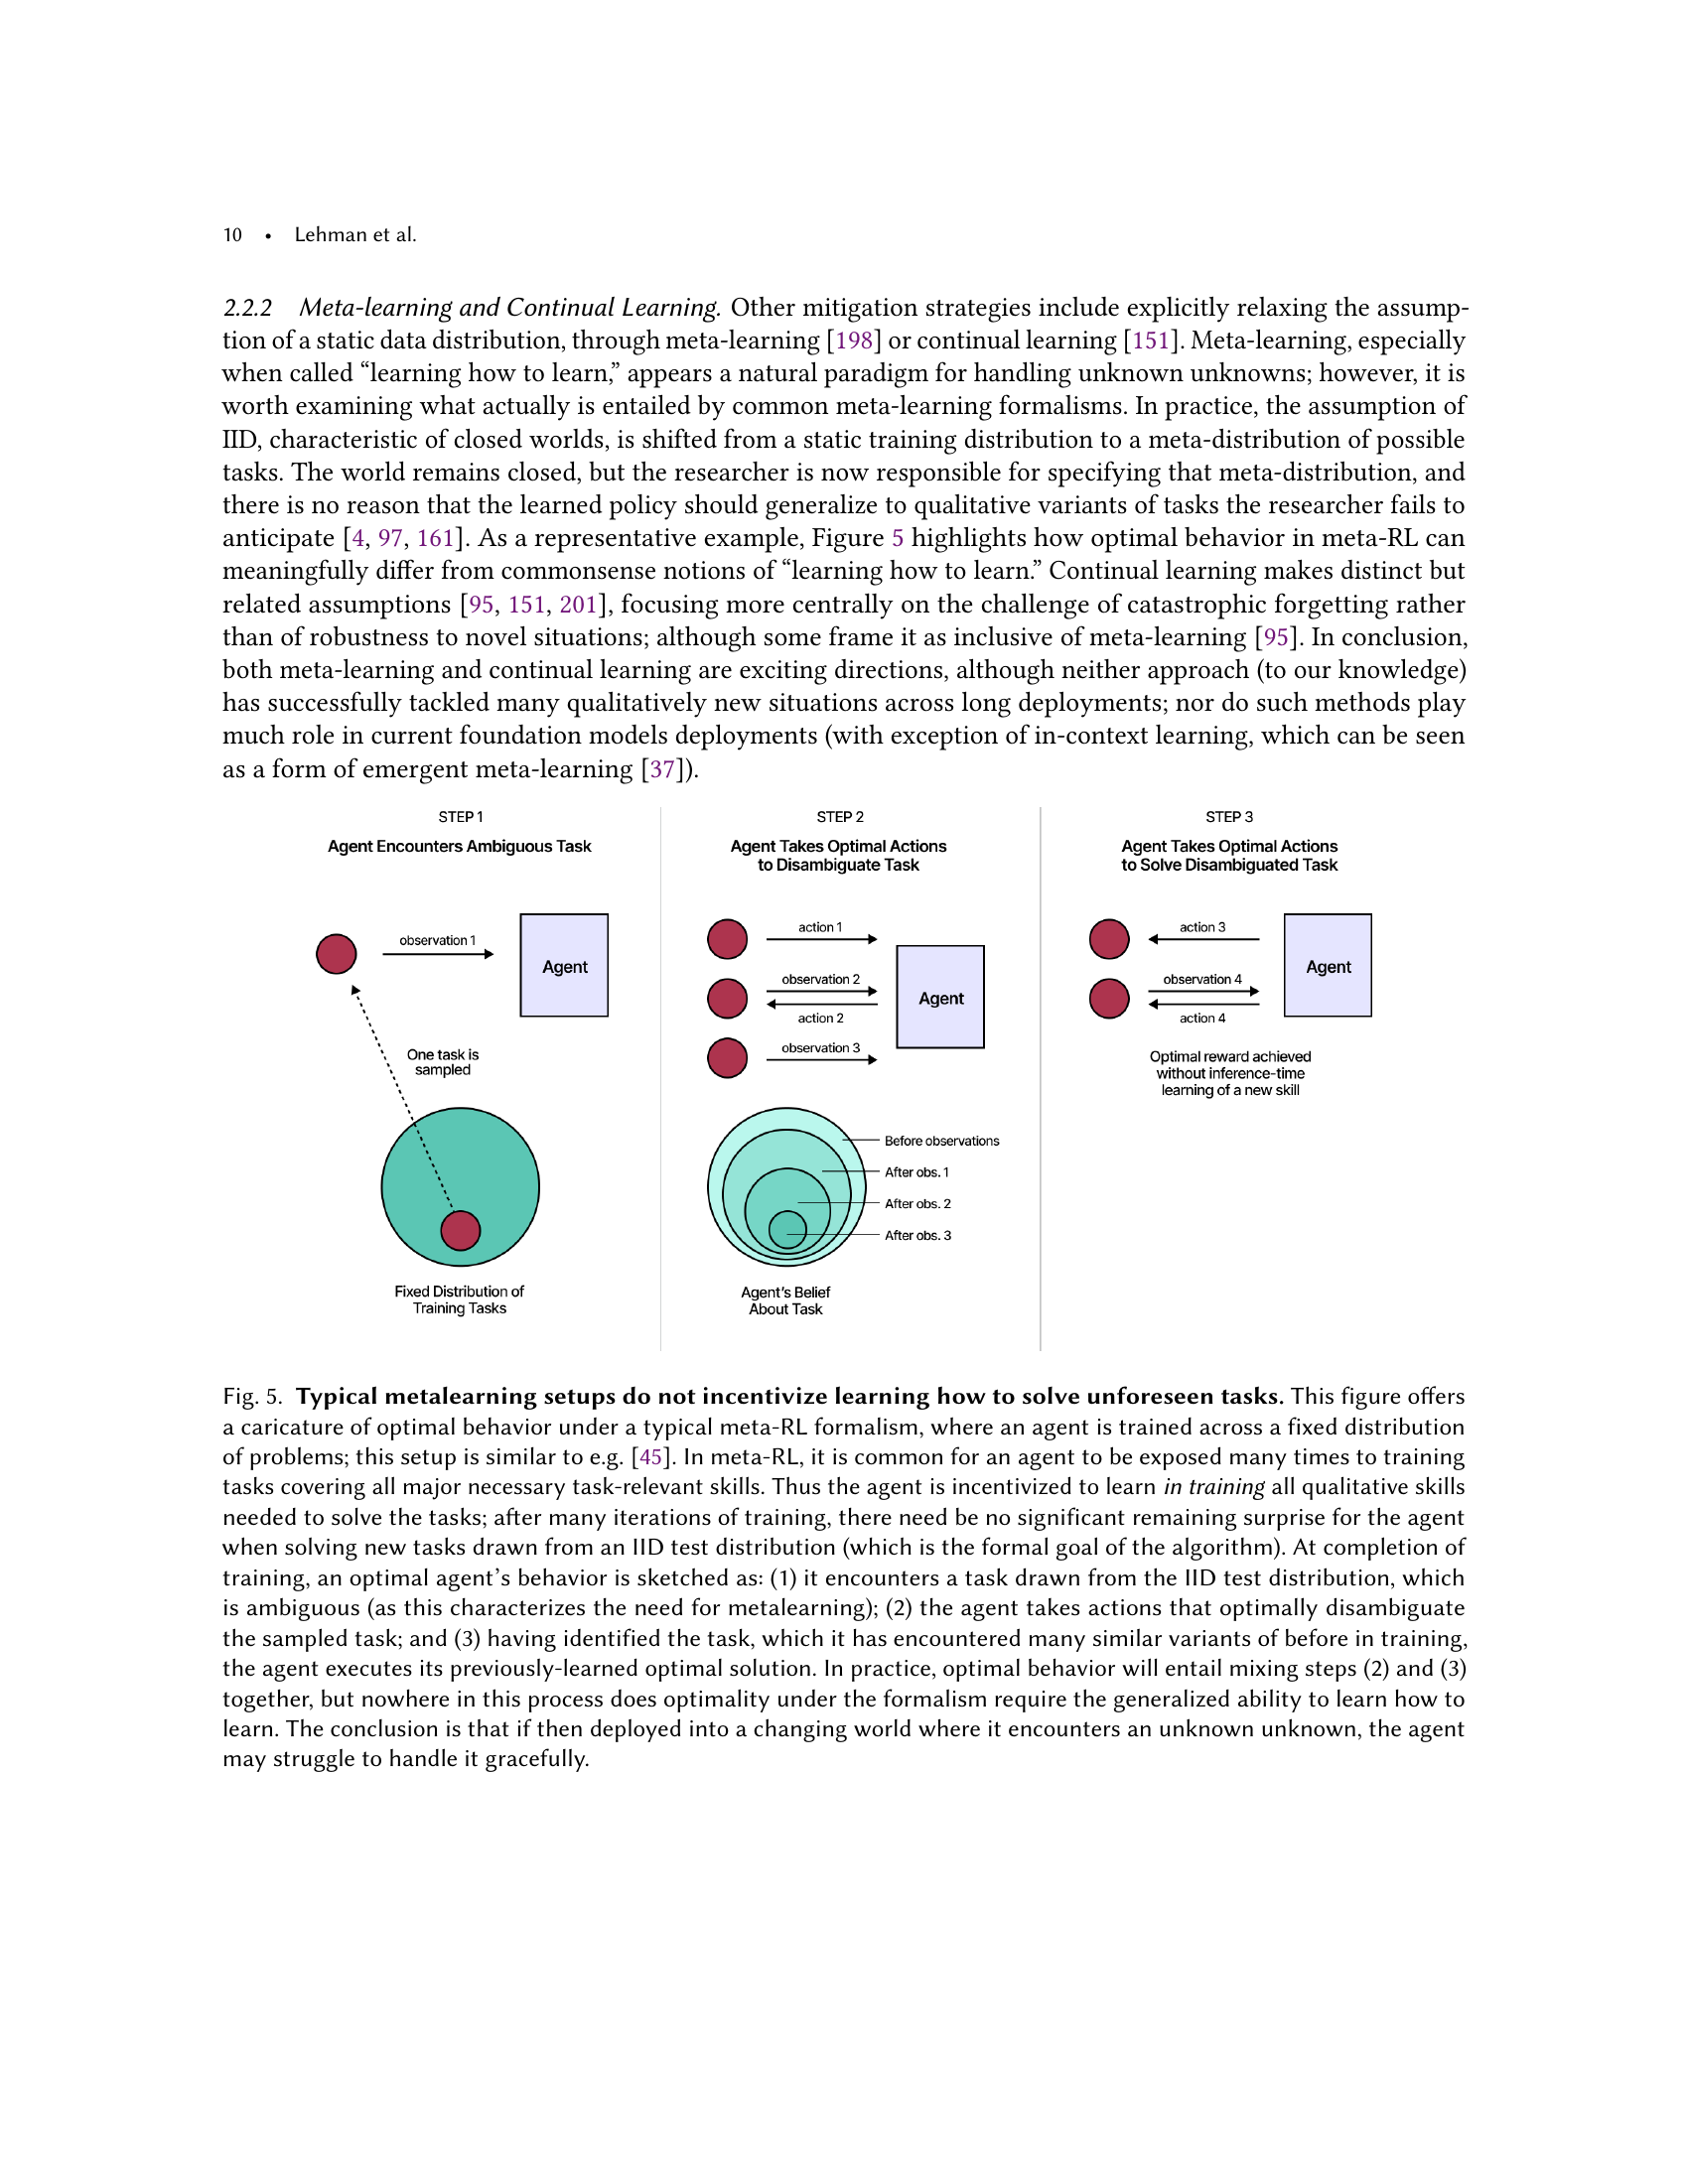 10 • Lehman et al.
2.2.2 Meta-learning and Continual Learning. Other mitigation strategies include explicitly relaxing the assump-
tion of a static data distribution, through meta-learning [198] or continual learning [151]. Meta-learning, especially
when called “learning how to learn,” appears a natural paradigm for handling unknown unknowns; however, it is
worth examining what actually is entailed by common meta-learning formalisms. In practice, the assumption of
IID, characteristic of closed worlds, is shifted from a static training distribution to a meta-distribution of possible
tasks. The world remains closed, but the researcher is now responsible for specifying that meta-distribution, and
there is no reason that the learned policy should generalize to qualitative variants of tasks the researcher fails to
anticipate [4, 97, 161]. As a representative example, Figure 5 highlights how optimal behavior in meta-RL can
meaningfully differ from commonsense notions of “learning how to learn.” Continual learning makes distinct but
related assumptions [95, 151, 201], focusing more centrally on the challenge of catastrophic forgetting rather
than of robustness to novel situations; although some frame it as inclusive of meta-learning [95]. In conclusion,
both meta-learning and continual learning are exciting directions, although neither approach (to our knowledge)
has successfully tackled many qualitatively new situations across long deployments; nor do such methods play
much role in current foundation models deployments (with exception of in-context learning, which can be seen
as a form of emergent meta-learning [37]).
STEP 1
Agent Encounters Ambiguous Task
observation 1
Agent
One task is
sampled
Fixed Distribution of
Training Tasks
STEP 2
Agent Takes Optimal Actions
to Disambiguate Task
action 1
observation 2
action 2
observation 3
Agent
Before observations
After obs. 1
After obs. 2
After obs. 3
Agent’s Belief
About Task
STEP 3
Agent Takes Optimal Actions
to Solve Disambiguated Task
action 3
observation 4
action 4
Agent
Optimal reward achieved
without inference-time
learning of a new skill
Fig. 5. Typical metalearning setups do not incentivize learning how to solve unforeseen tasks. This figure offers
a caricature of optimal behavior under a typical meta-RL formalism, where an agent is trained across a fixed distribution
of problems; this setup is similar to e.g. [45]. In meta-RL, it is common for an agent to be exposed many times to training
tasks covering all major necessary task-relevant skills. Thus the agent is incentivized to learn in training all qualitative skills
needed to solve the tasks; after many iterations of training, there need be no significant remaining surprise for the agent
when solving new tasks drawn from an IID test distribution (which is the formal goal of the algorithm). At completion of
training, an optimal agent’s behavior is sketched as: (1) it encounters a task drawn from the IID test distribution, which
is ambiguous (as this characterizes the need for metalearning); (2) the agent takes actions that optimally disambiguate
the sampled task; and (3) having identified the task, which it has encountered many similar variants of before in training,
the agent executes its previously-learned optimal solution. In practice, optimal behavior will entail mixing steps (2) and (3)
together, but nowhere in this process does optimality under the formalism require the generalized ability to learn how to
learn. The conclusion is that if then deployed into a changing world where it encounters an unknown unknown, the agent
may struggle to handle it gracefully.